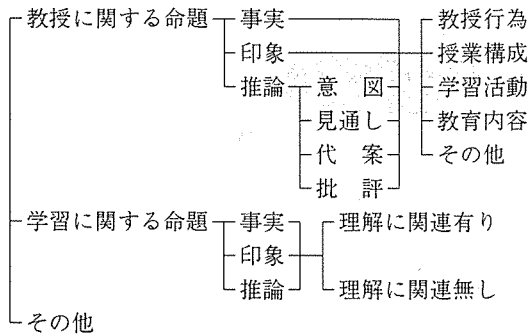 教授に関する命題 事実 教授行為
印象 授業構成
推論 意図 学習活動
見通し 教育内容
代案 その他
批評
学習に関する命題 事実 理解に関連有り
印象
推論 理解に関連無し
その他